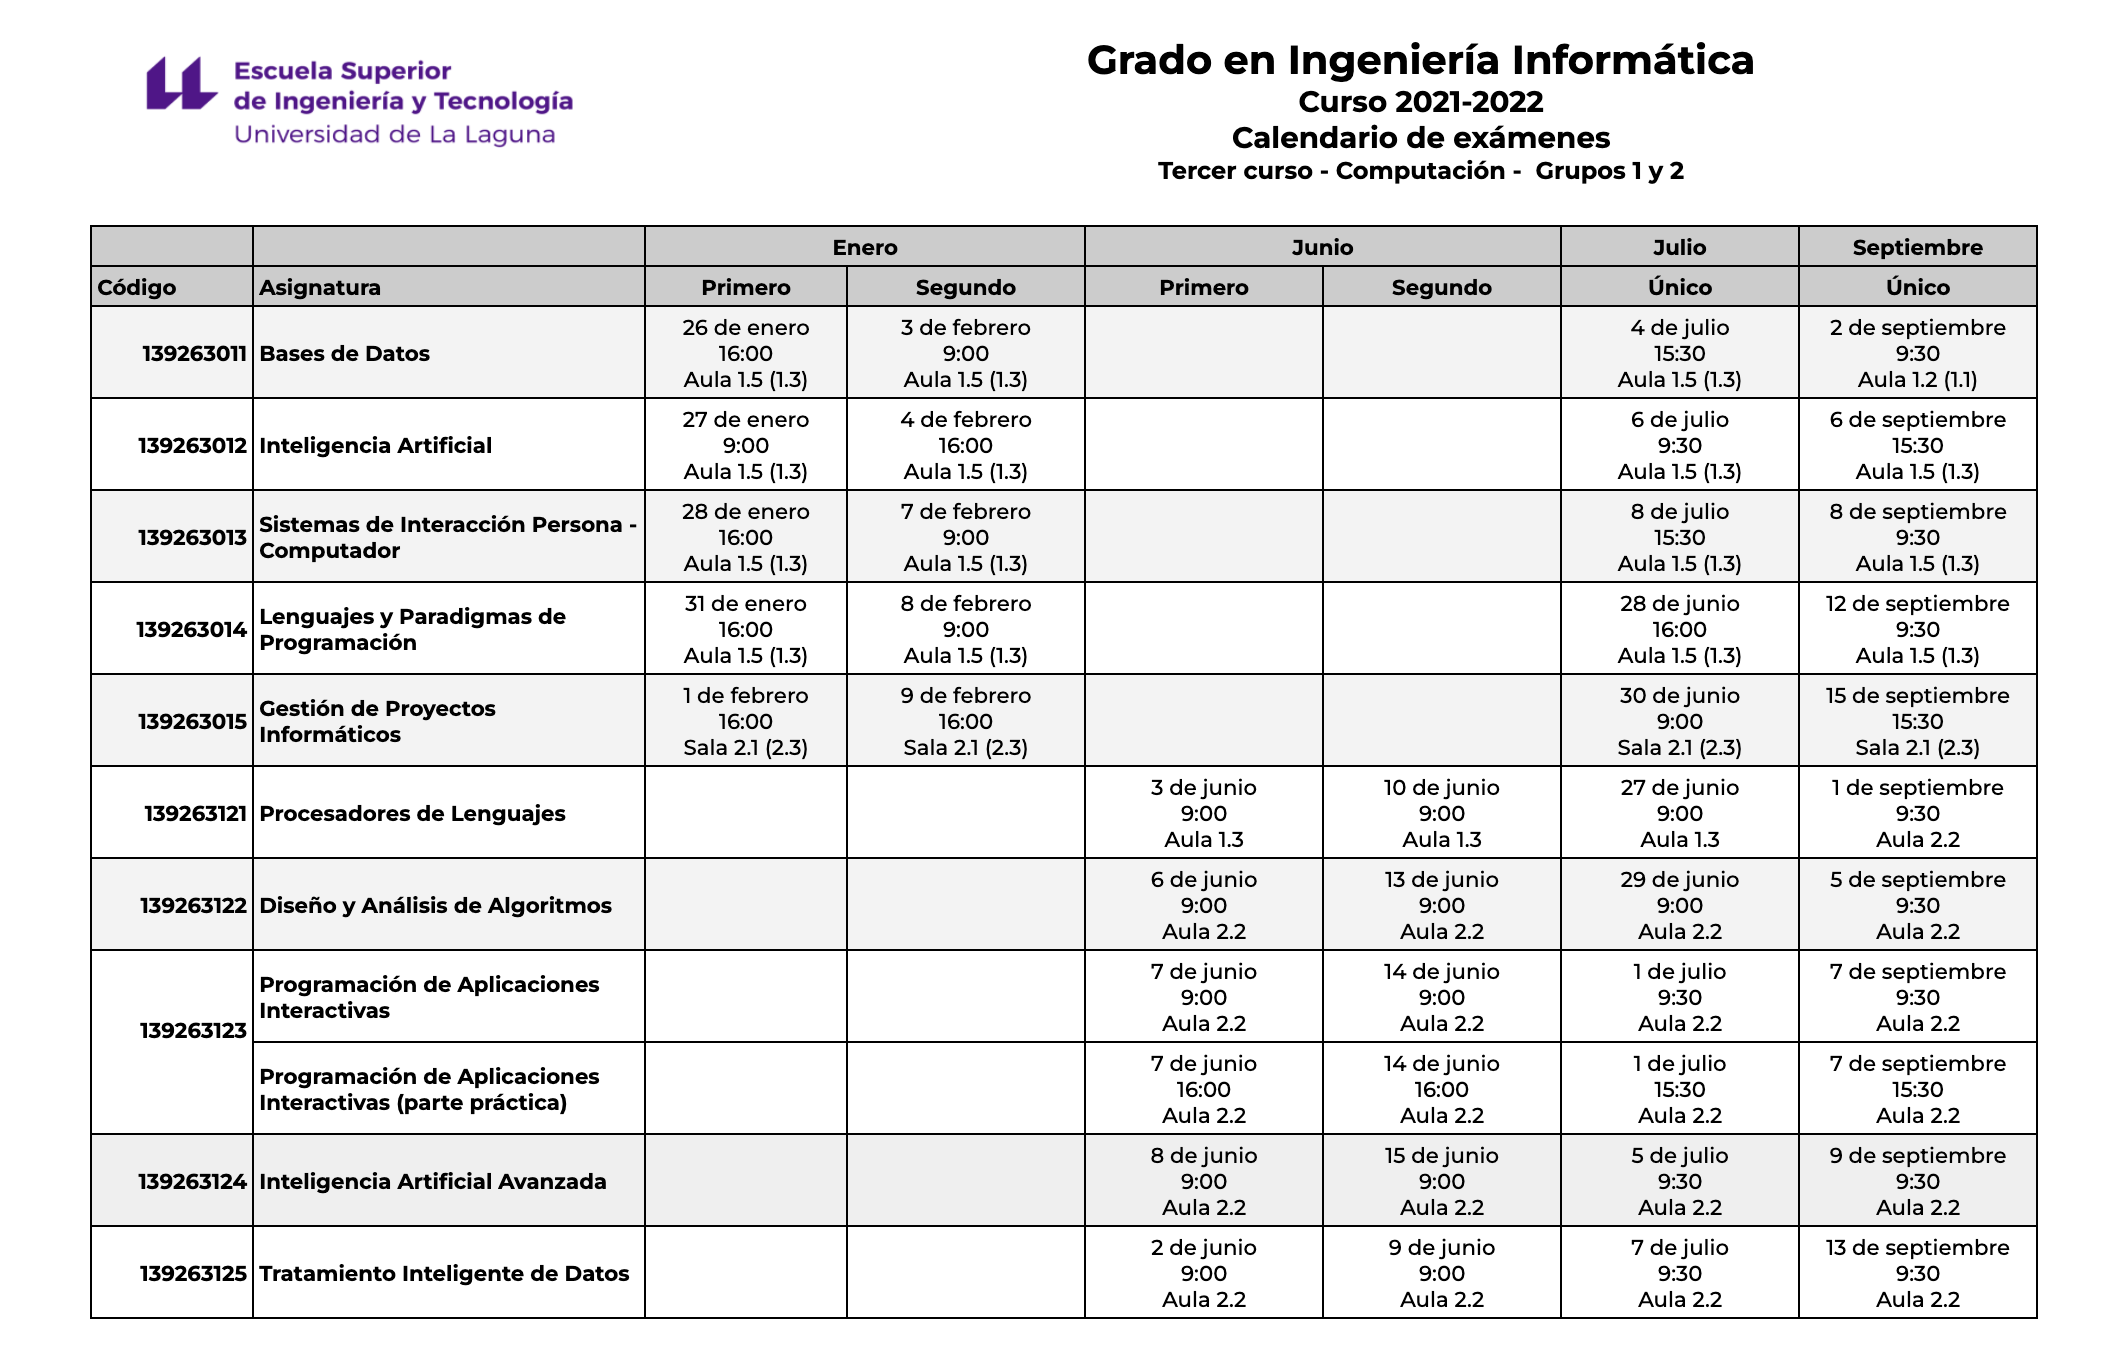 Escuela Superior
de Ingeniería y Tecnología
Universidad de La Laguna
Grado en Ingeniería Informática
Curso 2021-2022
Calendario de exámenes
Tercer curso - Computación - Grupos 1 y 2
Enero Junio Julio Septiembre
Código Asignatura Primero Segundo Primero Segundo Único Único
139263011 Bases de Datos
26 de enero
16:00
Aula 1.5 (1.3)
3 de febrero
9:00
Aula 1.5 (1.3)
4 de julio
15:30
Aula 1.5 (1.3)
2 de septiembre
9:30
Aula 1.2 (1.1)
139263012 Inteligencia Artificial
27 de enero
9:00
Aula 1.5 (1.3)
4 de febrero
16:00
Aula 1.5 (1.3)
6 de julio
9:30
Aula 1.5 (1.3)
6 de septiembre
15:30
Aula 1.5 (1.3)
139263013
Sistemas de Interacción Persona -
Computador
28 de enero
16:00
Aula 1.5 (1.3)
7 de febrero
9:00
Aula 1.5 (1.3)
8 de julio
15:30
Aula 1.5 (1.3)
8 de septiembre
9:30
Aula 1.5 (1.3)
139263014
Lenguajes y Paradigmas de
Programación
31 de enero
16:00
Aula 1.5 (1.3)
8 de febrero
9:00
Aula 1.5 (1.3)
28 de junio
16:00
Aula 1.5 (1.3)
12 de septiembre
9:30
Aula 1.5 (1.3)
139263015
Gestión de Proyectos
Informáticos
1 de febrero
16:00
Sala 2.1 (2.3)
9 de febrero
16:00
Sala 2.1 (2.3)
30 de junio
9:00
Sala 2.1 (2.3)
15 de septiembre
15:30
Sala 2.1 (2.3)
139263121 Procesadores de Lenguajes
3 de junio
9:00
Aula 1.3
10 de junio
9:00
Aula 1.3
27 de junio
9:00
Aula 1.3
1 de septiembre
9:30
Aula 2.2
139263122 Diseño y Análisis de Algoritmos
6 de junio
9:00
Aula 2.2
13 de junio
9:00
Aula 2.2
29 de junio
9:00
Aula 2.2
5 de septiembre
9:30
Aula 2.2
139263123
Programación de Aplicaciones
Interactivas
7 de junio
9:00
Aula 2.2
14 de junio
9:00
Aula 2.2
1 de julio
9:30
Aula 2.2
7 de septiembre
9:30
Aula 2.2
Programación de Aplicaciones
Interactivas (parte práctica)
7 de junio
16:00
Aula 2.2
14 de junio
16:00
Aula 2.2
1 de julio
15:30
Aula 2.2
7 de septiembre
15:30
Aula 2.2
139263124 Inteligencia Artificial Avanzada
8 de junio
9:00
Aula 2.2
15 de junio
9:00
Aula 2.2
5 de julio
9:30
Aula 2.2
9 de septiembre
9:30
Aula 2.2
139263125 Tratamiento Inteligente de Datos
2 de junio
9:00
Aula 2.2
9 de junio
9:00
Aula 2.2
7 de julio
9:30
Aula 2.2
13 de septiembre
9:30
Aula 2.2